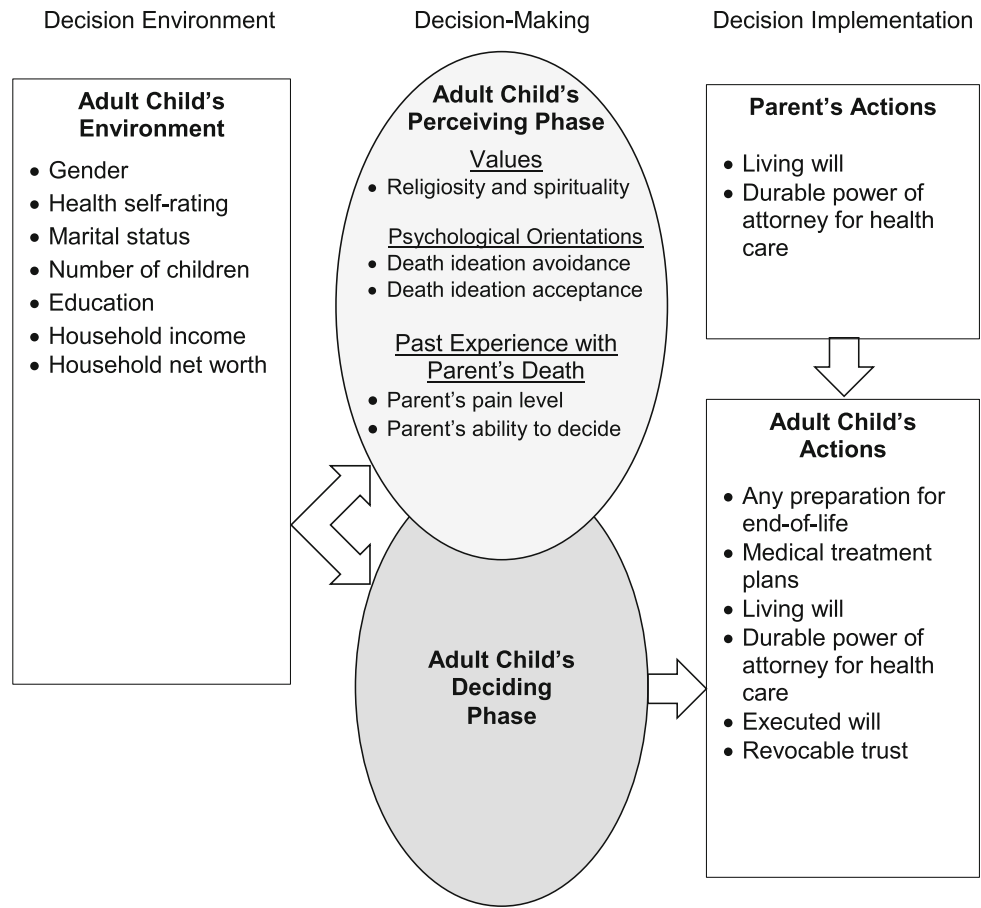 Decision Environment
Decision-Making
Decision Implementation
Adult Child's
Environment
• Gender
• Health self-rating
• Marital status
• Number of children
• Education
• Household income
• Household net worth
Adult Child's
Perceiving Phase
Values
• Religiosity and spirituality
Psychological Orientations
• Death ideation avoidance
• Death ideation acceptance
Past Experience with
Parent's Death
• Parent's pain level
• Parent's ability to decide
Adult Child's
Deciding
Phase
Parent's Actions
• Living will
• Durable power of
attorney for health
care
Adult Child's
Actions
• Any preparation for
end-of-life
• Medical treatment
plans
• Living will
• Durable power of
attorney for health
care
• Executed will
• Revocable trust